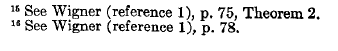 ¹⁵ See Wigner (reference 1), p. 75, Theorem 2.
¹⁶ See Wigner (reference 1), p. 78.